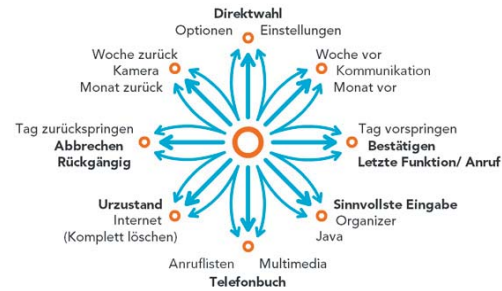 Direktwahl
Optionen Einstellungen
Woche zurück
Kamera
Monat zurück
Woche vor
Kommunikation
Monat vor
Tag zurückspringen
Abbrechen
Rückgängig
Tag vorspringen
Bestätigen
Letzte Funktion/ Anruf
Urzustand
Internet
(Komplett löschen)
Sinnvollste Eingabe
Organizer
Java
Anruflisten Multimedia
Telefonbuch